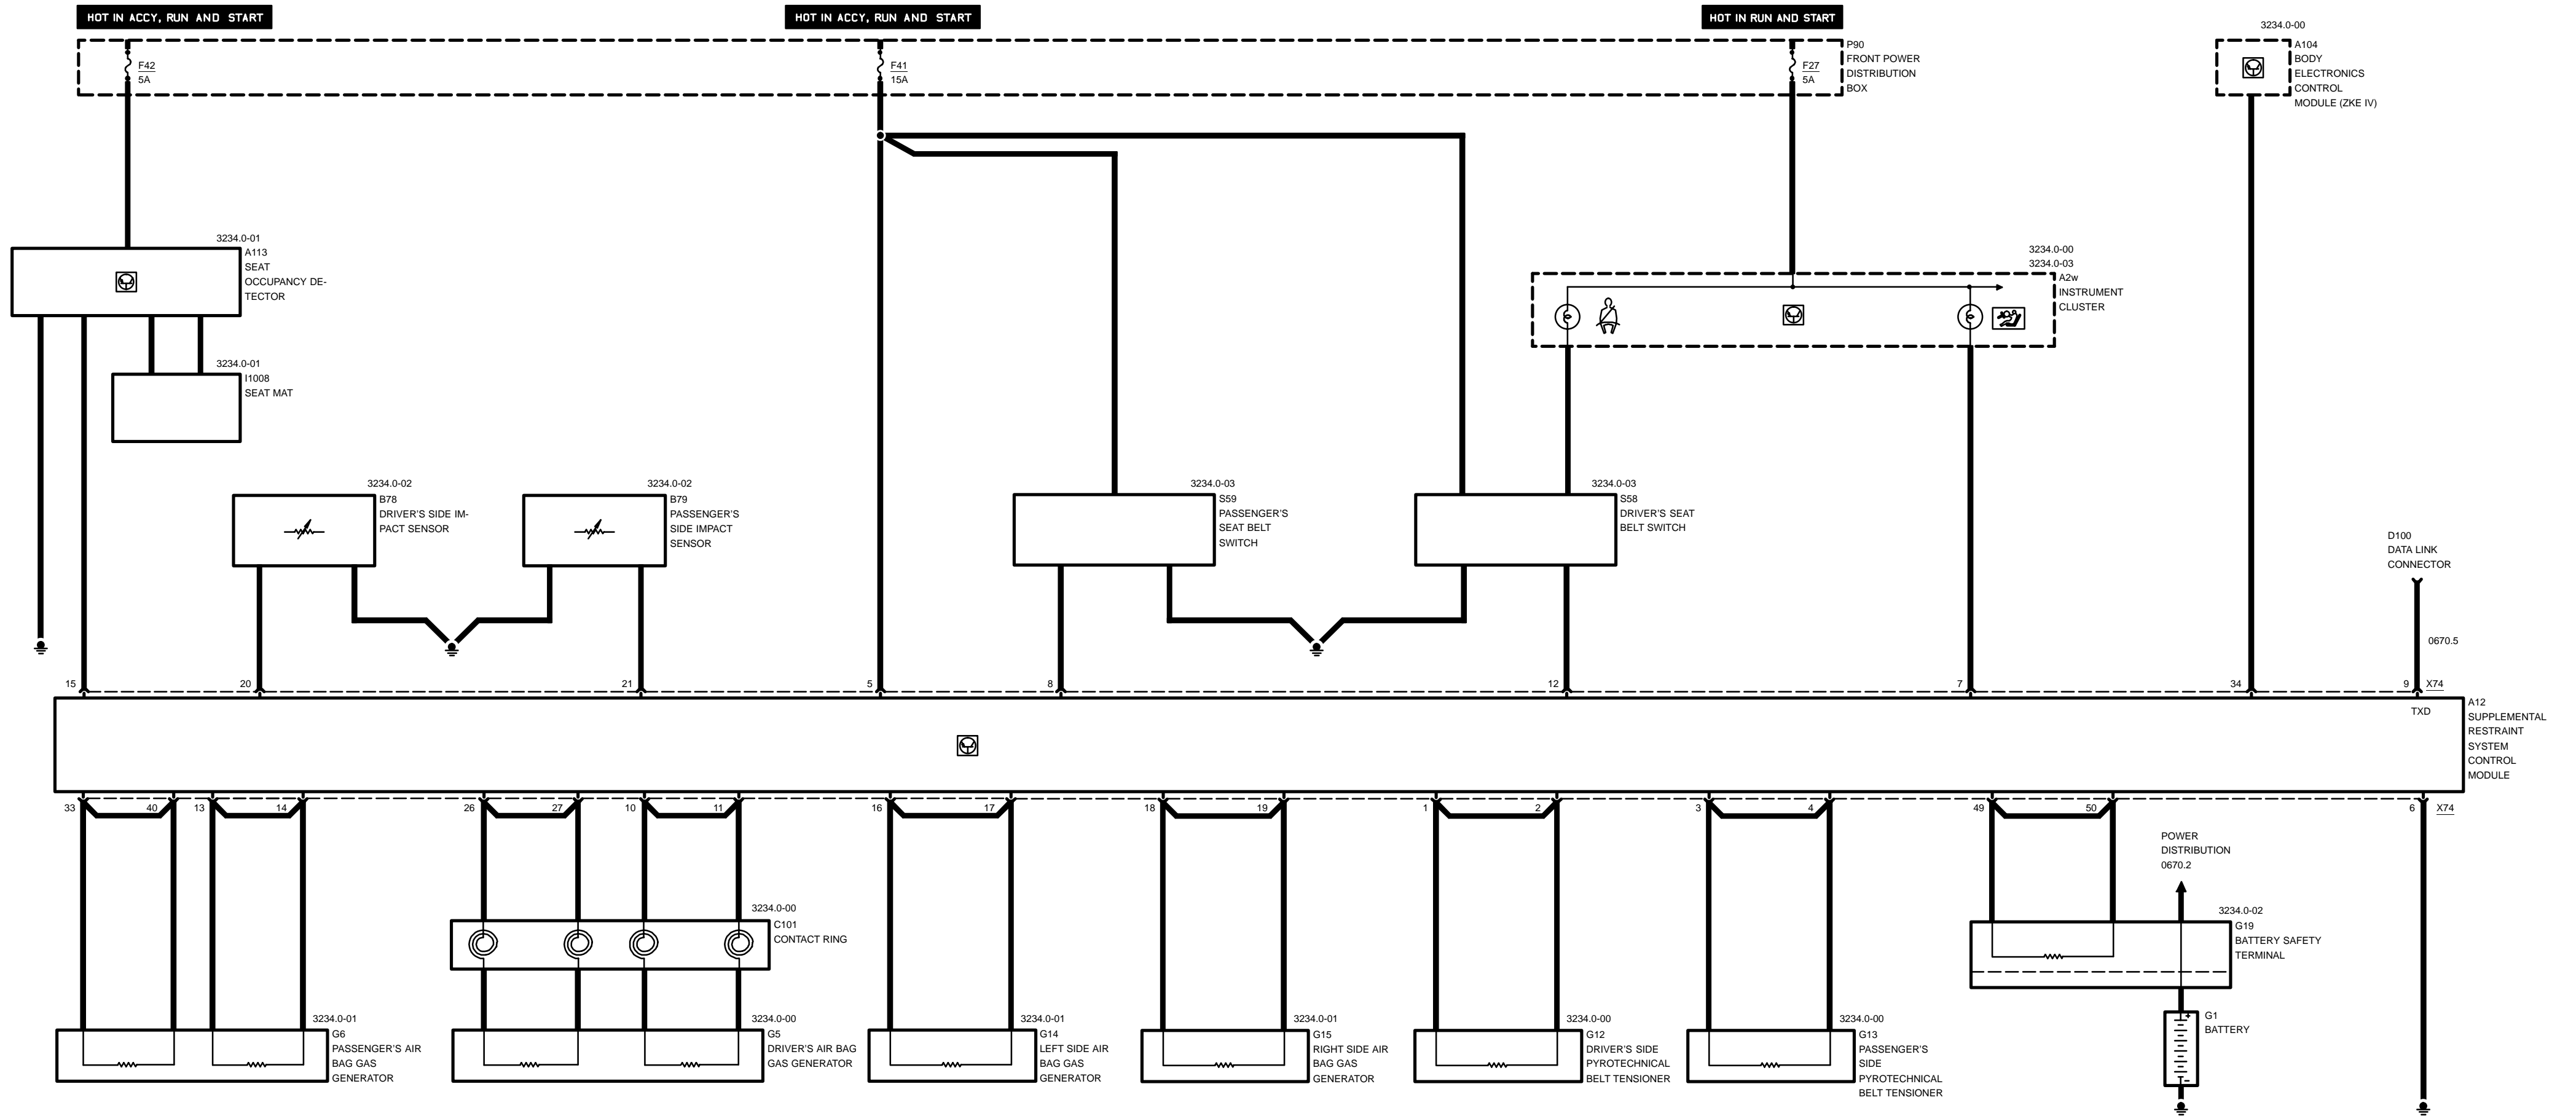 HOT IN ACCY, RUN AND START
HOT IN ACCY, RUN AND START
HOT IN RUN AND START
3234.0-00
F42
5A
F41
15A
F27
5A
P90
FRONT POWER
DISTRIBUTION
BOX
A104
BODY
ELECTRONICS
CONTROL
MODULE (ZKE IV)
3234.0-01
A113
SEAT
OCCUPANCY DE-
TECTOR
3234.0-00
3234.0-03
A2w
INSTRUMENT
CLUSTER
3234.0-01
I1008
SEAT MAT
3234.0-02
B78
DRIVER'S SIDE IM-
PACT SENSOR
3234.0-02
B79
PASSENGER'S
SIDE IMPACT
SENSOR
3234.0-03
S59
PASSENGER'S
SEAT BELT
SWITCH
3234.0-03
S58
DRIVER'S SEAT
BELT SWITCH
D100
DATA LINK
CONNECTOR
0670.5
15
20
21
5
8
12
7
34
9
X74
TXD
A12
SUPPLEMENTAL
RESTRAINT
SYSTEM
CONTROL
MODULE
33
40
13
14
26
27
10
11
16
17
18
19
1
2
3
4
49
50
6
X74
POWER
DISTRIBUTION
0670.2
3234.0-00
C101
CONTACT RING
3234.0-02
G19
BATTERY SAFETY
TERMINAL
3234.0-01
G6
PASSENGER'S AIR
BAG GAS
GENERATOR
3234.0-00
G5
DRIVER'S AIR BAG
GAS GENERATOR
3234.0-01
G14
LEFT SIDE AIR
BAG GAS
GENERATOR
3234.0-01
G15
RIGHT SIDE AIR
BAG GAS
GENERATOR
3234.0-00
G12
DRIVER'S SIDE
PYROTECHNICAL
BELT TENSIONER
3234.0-00
G13
PASSENGER'S
SIDE
PYROTECHNICAL
BELT TENSIONER
+
-
G1
BATTERY